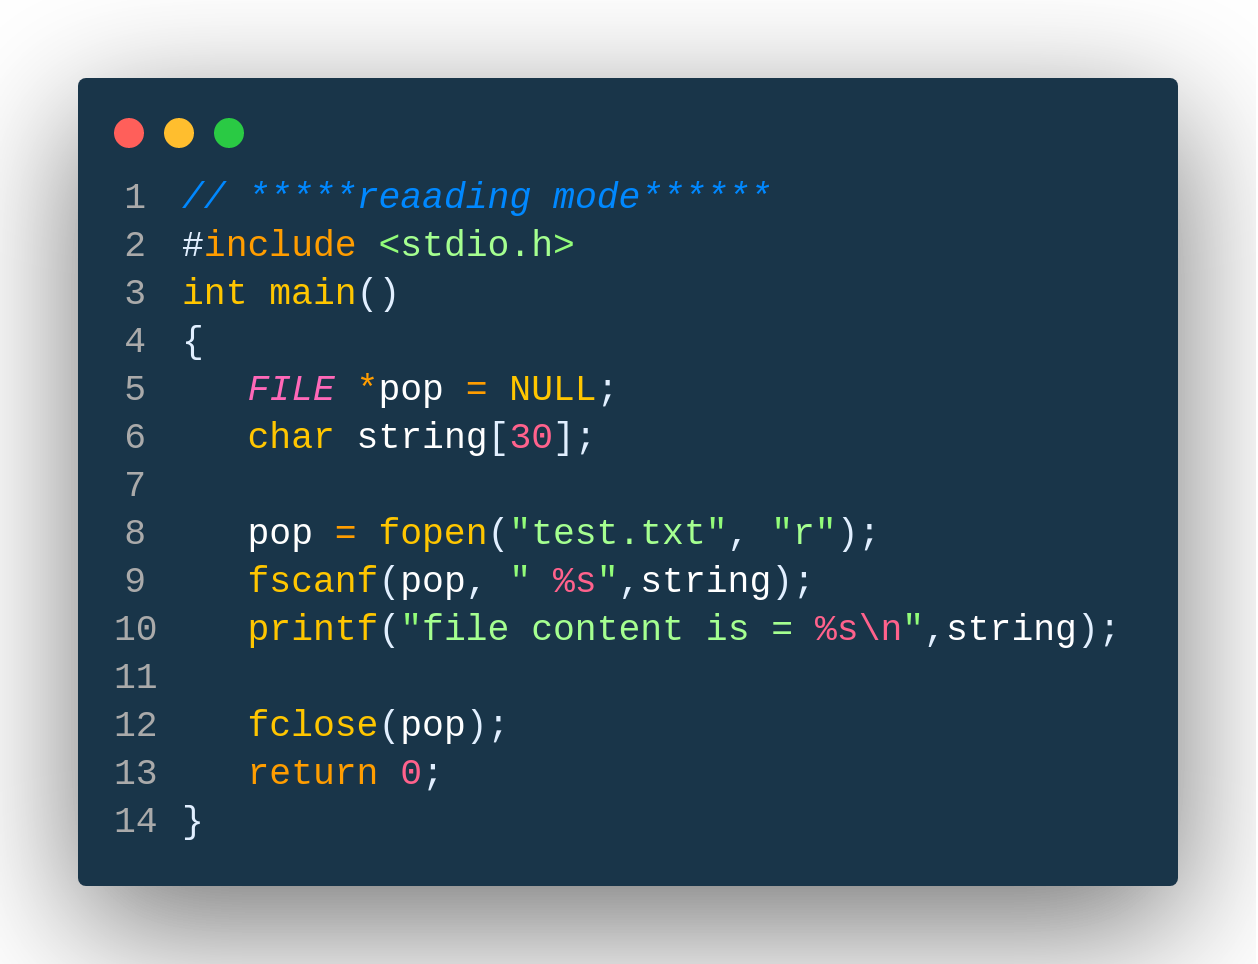 1 // *****reaading mode******
2 #include <stdio.h>
3 int main()
4 {
5    FILE *pop = NULL;
6    char string[30];
7
8    pop = fopen("test.txt", "r");
9    fscanf(pop, " %s",string);
10    printf("file content is = %s\n",string);
11
12    fclose(pop);
13    return 0;
14 }